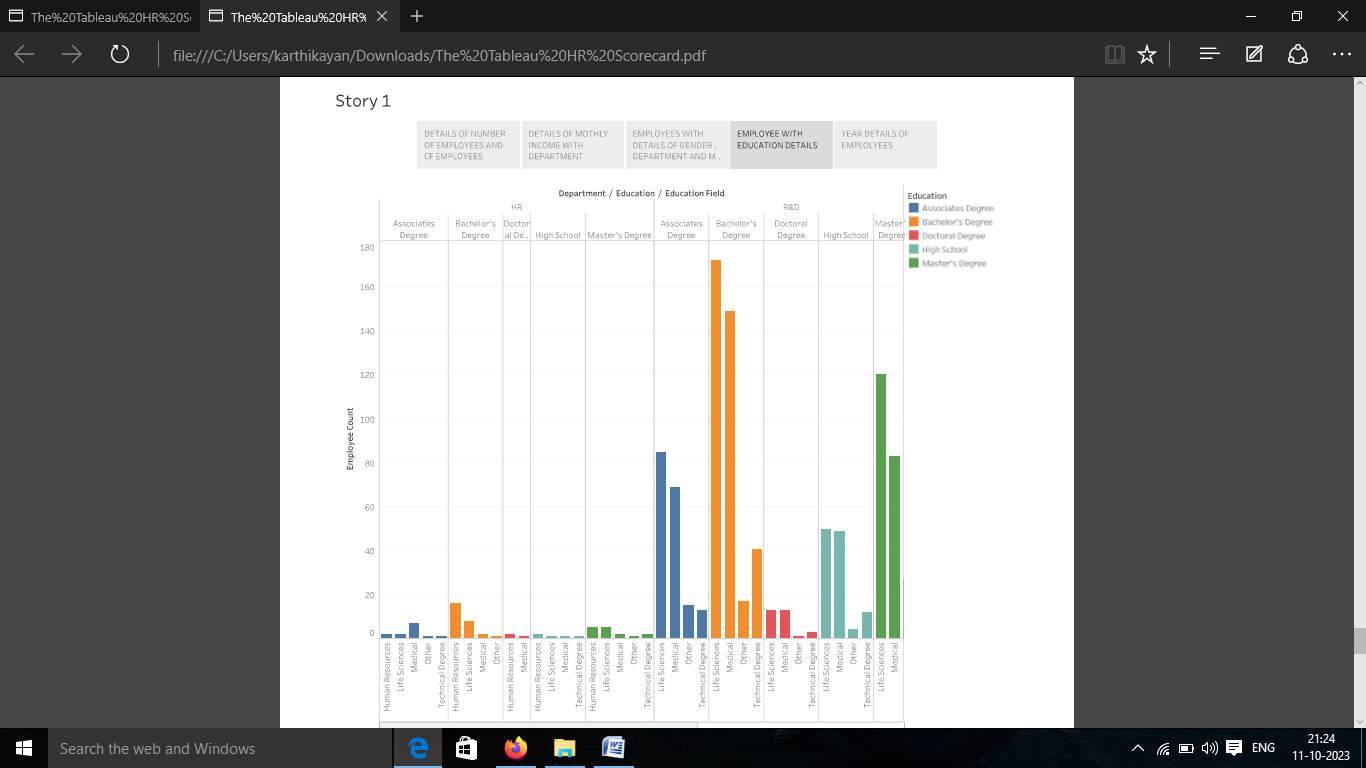 The%20Tableau%20HR%20S
The%20Tableau%20HR%
file:///C:/Users/karthikayan/Downloads/The%20Tableau%20HR%20Scorecard.pdf
Story 1
DETAILS OF NUMBER
OF EMPLOYEES AND
CF EMPLOYEES
DETAILS OF MOTHLY
INCOME WITH
DEPARTMENT
EMPLOYEES WITH
DETAILS OF GENDER ,
DEPARTMENT AND M..
EMPLOYEE WITH
EDUCATION DETAILS
YEAR DETAILS OF
EMPLOLYEES
Department / Education / Education Field
HR
R&D
Associates
Degree
Bachelor's
Degree
Doctor
al De..
High School
Master's Degree
Associates
Degree
Bachelor's
Degree
Doctoral
Degree
High School
Master'
Degree
Education
Associates Degree
Bachelor's Degree
Doctoral Degree
High School
Master's Degree
Employee Count
180
160
140
120
100
80
60
40
20
0
Human Resources
Life Sciences
Medical
Other
Technical Degree
Human Resources
Life Sciences
Medical
Other
Human Resources
Medical
Human Resources
Life Sciences
Medical
Technical Degree
Human Resources
Life Sciences
Medical
Other
Technical Degree
Life Sciences
Medical
Other
Technical Degree
Life Sciences
Medical
Other
Technical Degree
Life Sciences
Medical
Other
Technical Degree
Life Sciences
Medical
Other
Technical Degree
Life Sciences
Medical
Search the web and Windows
ENG
21:24
11-10-2023